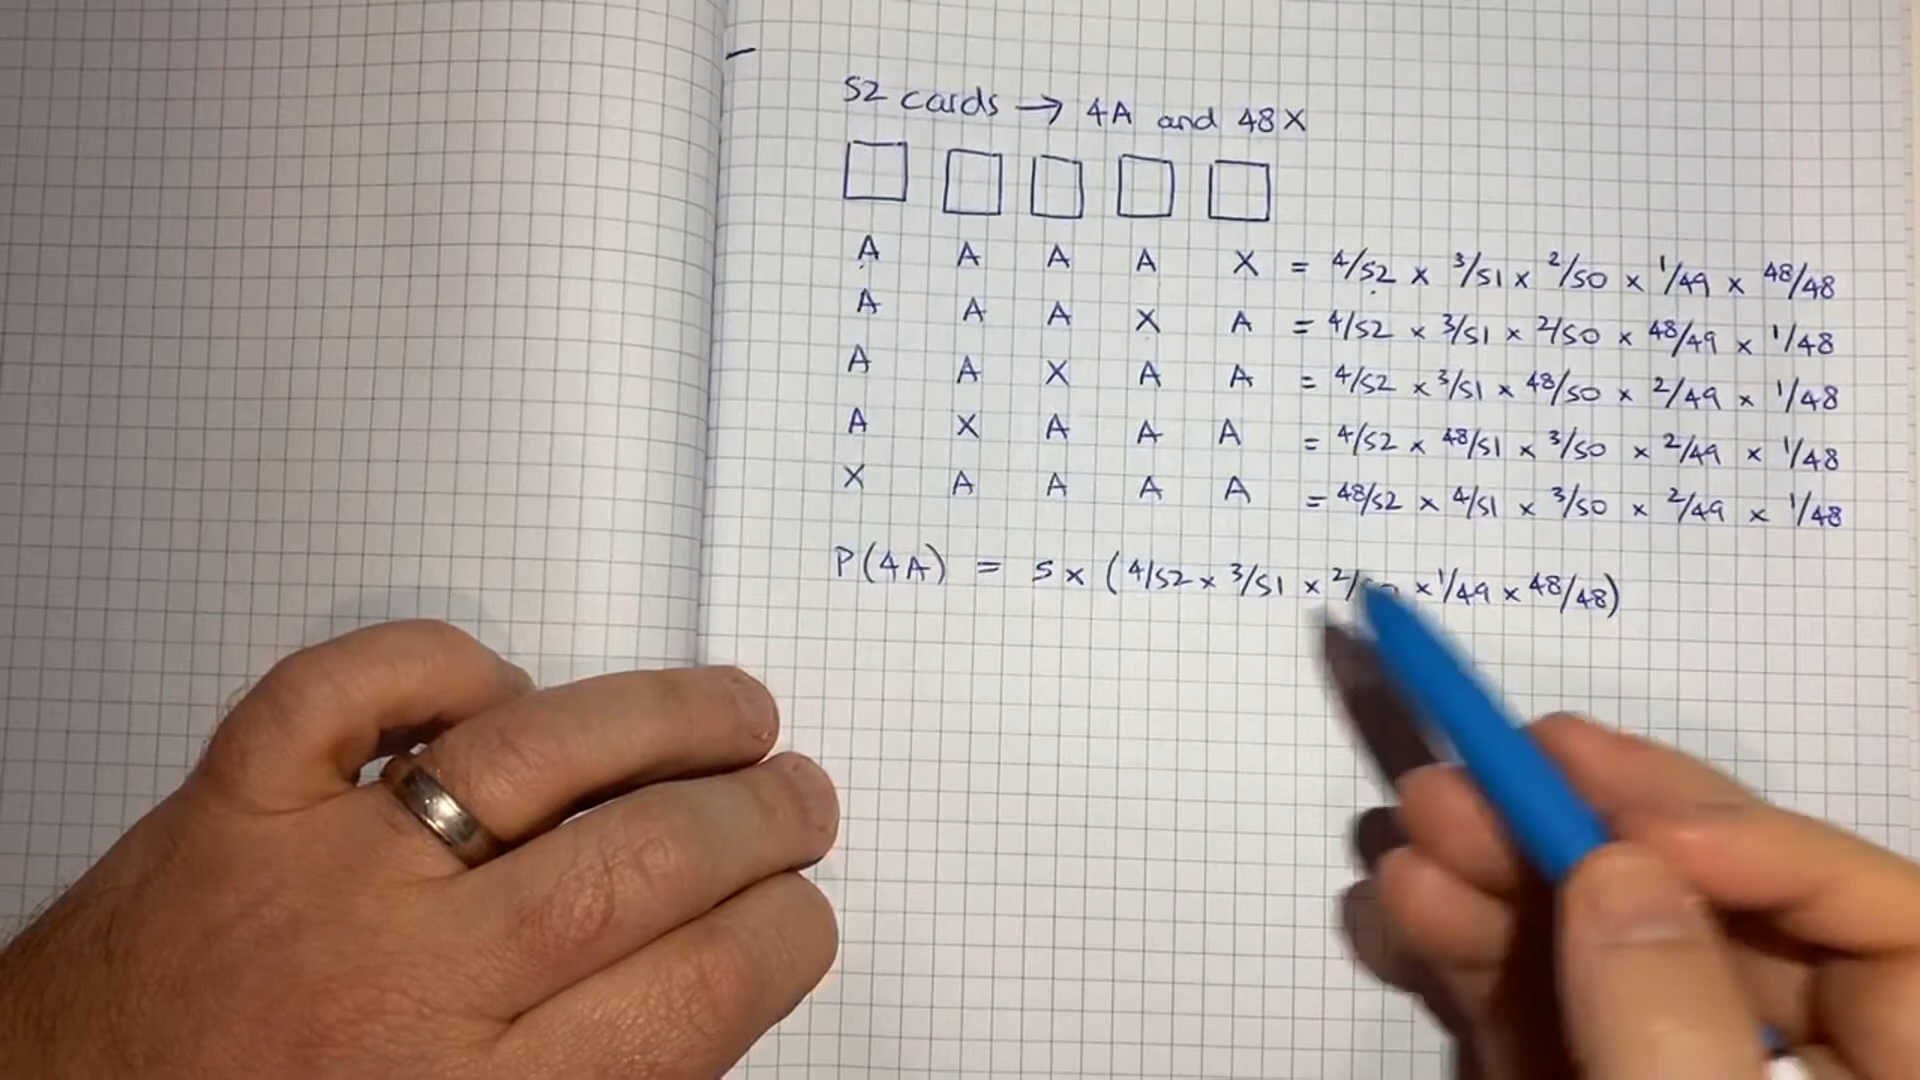 52 cards → 4A and 48X
A A A A X = 4/52 × 3/51 × 2/50 × 1/49 × 48/48
A A A X A = 4/52 × 3/51 × 2/50 × 48/49 × 1/48
A A X A A = 4/52 × 3/51 × 48/50 × 2/49 × 1/48
A X A A A = 4/52 × 48/51 × 3/50 × 2/49 × 1/48
X A A A A = 48/52 × 4/51 × 3/50 × 2/49 × 1/48
P(4A) = 5 × (4/52 × 3/51 × 2/ × 1/49 × 48/48)